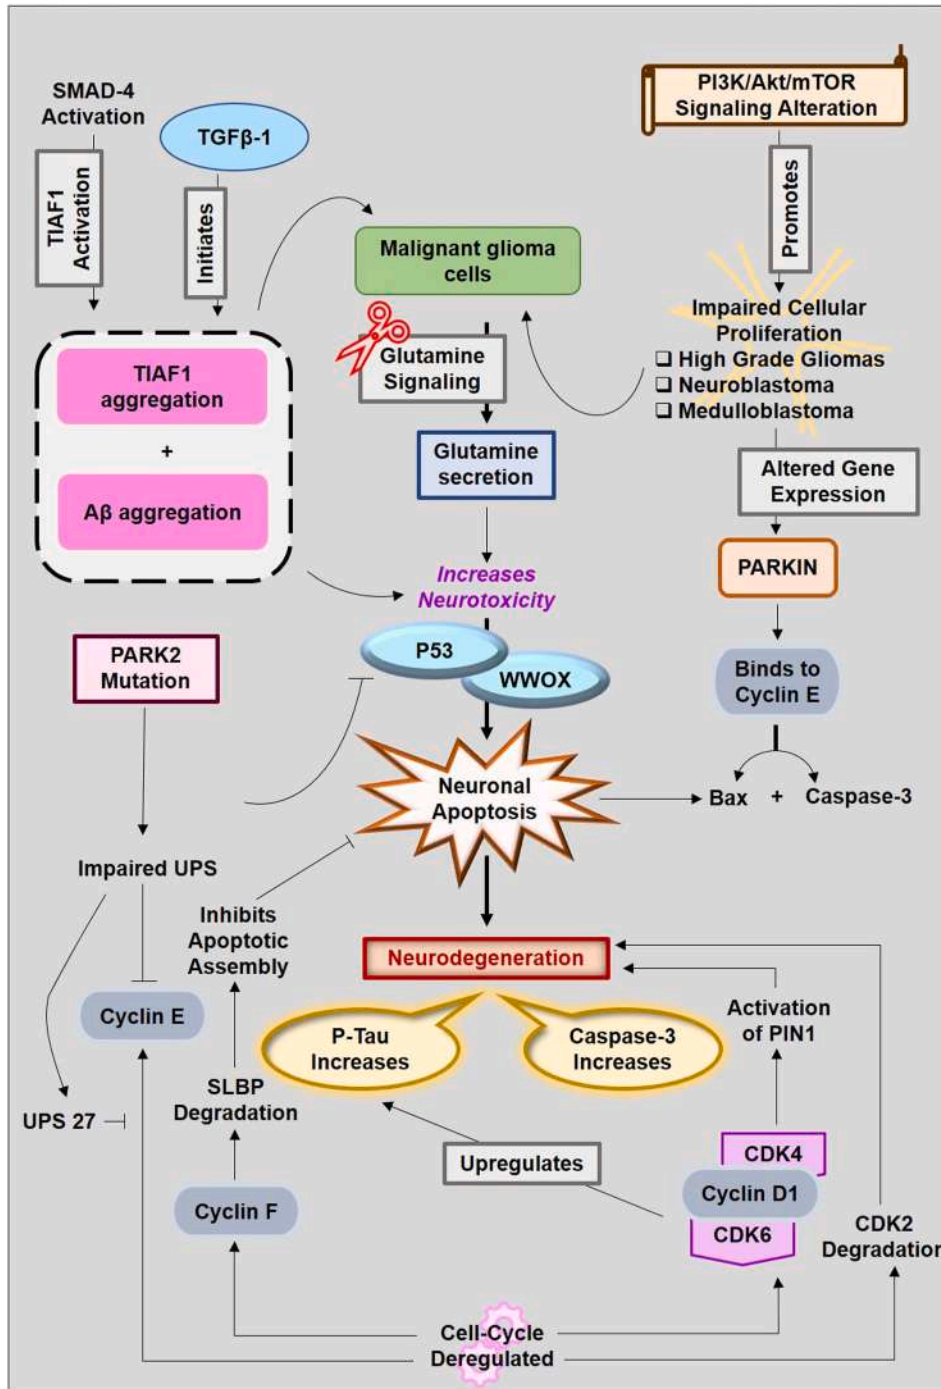 SMAD-4
Activation
TGFβ-1
PI3K/Akt/mTOR
Signaling Alteration
TIAF1
Activation
Initiates
Promotes
Malignant glioma
cells
Impaired Cellular
Proliferation
❑ High Grade Gliomas
❑ Neuroblastoma
❑ Medulloblastoma
Glutamine
Signaling
TIAF1
aggregation
+
Aβ aggregation
Glutamine
secretion
Altered Gene
Expression
Increases
Neurotoxicity
PARKIN
P53
WWOX
PARK2
Mutation
Binds to
Cyclin E
Neuronal
Apoptosis
Bax + Caspase-3
Impaired UPS
Inhibits
Apoptotic
Assembly
Neurodegeneration
Cyclin E
P-Tau
Increases
Caspase-3
Increases
Activation
of PIN1
SLBP
Degradation
UPS 27
Upregulates
CDK4
Cyclin D1
CDK6
Cyclin F
CDK2
Degradation
Cell-Cycle
Deregulated